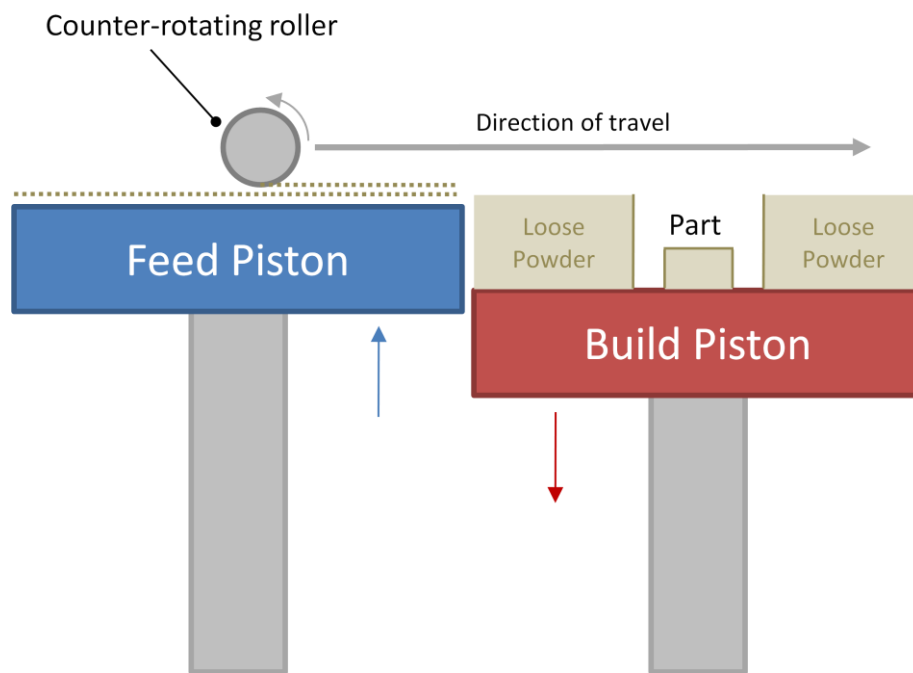 Counter-rotating roller
Direction of travel
Feed Piston
Loose
Powder
Part
Loose
Powder
Build Piston